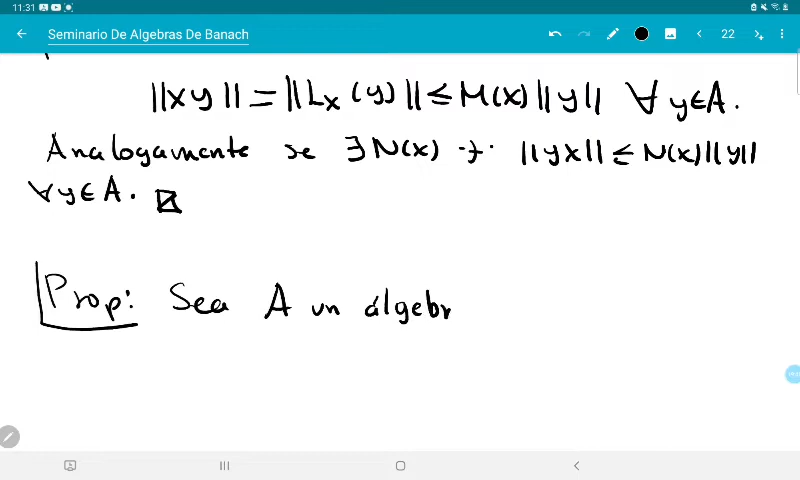 11:31
Seminario De Algebras De Banach
22
||xy|| = ||Lx(y)|| ≤ M(x)||y|| ∀ y∈A.
Analogamente se ∃ N(x) ·∋· ||yx|| ≤ N(x)||y||
∀ y∈A.
Prop: Sea A un álgebr